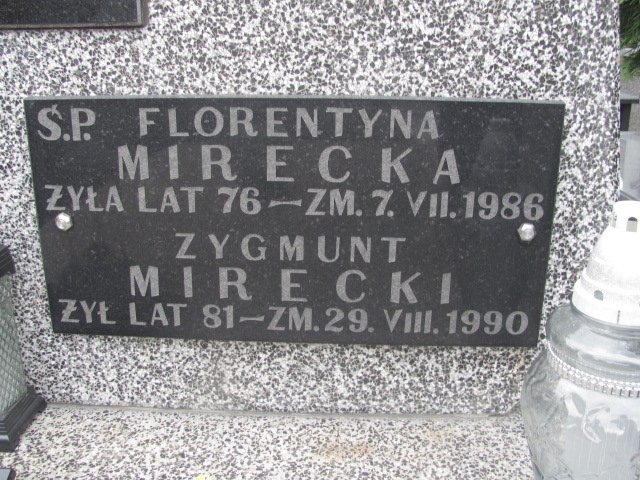 Ś.P. FLORENTYNA
MIRECKA
ŻYŁA LAT 76 – ZM. 7. VII. 1986
ZYGMUNT
MIRECKI
ŻYŁ LAT 81 – ZM. 29. VIII. 1990